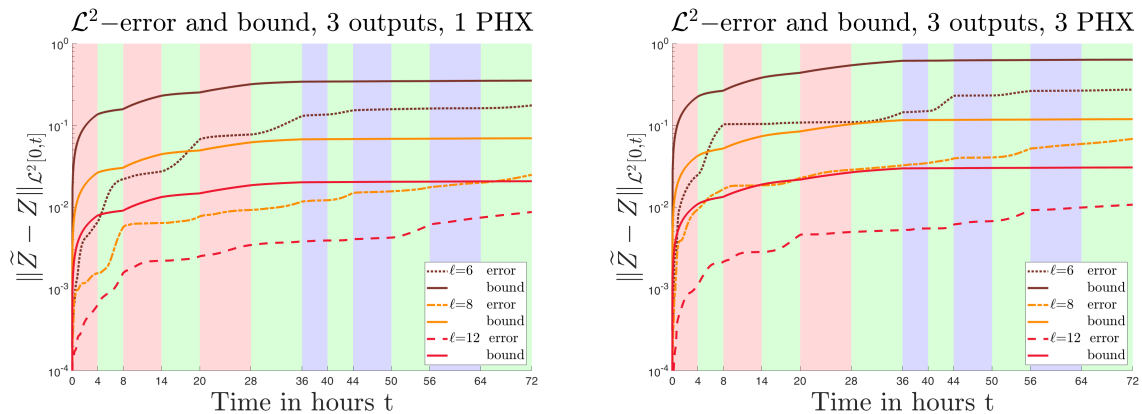 ℒ²−error and bound, 3 outputs, 1 PHX
‖Z̃ − Z‖ℒ²[0,t]
10⁰
10⁻¹
10⁻²
10⁻³
10⁻⁴
ℓ=6 error
bound
ℓ=8 error
bound
ℓ=12 error
bound
0 4 8 14 20 28 36 40 44 50 56 64 72
Time in hours t
ℒ²−error and bound, 3 outputs, 3 PHX
‖Z̃ − Z‖ℒ²[0,t]
10⁰
10⁻¹
10⁻²
10⁻³
10⁻⁴
ℓ=6 error
bound
ℓ=8 error
bound
ℓ=12 error
bound
0 4 8 14 20 28 36 40 44 50 56 64 72
Time in hours t